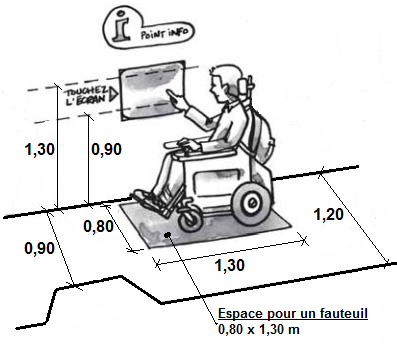 i POINT INFO
TOUCHEZ
L'ÉCRAN
1,30
0,90
0,80
0,90
1,30
1,20
Espace pour un fauteuil
0,80 x 1,30 m